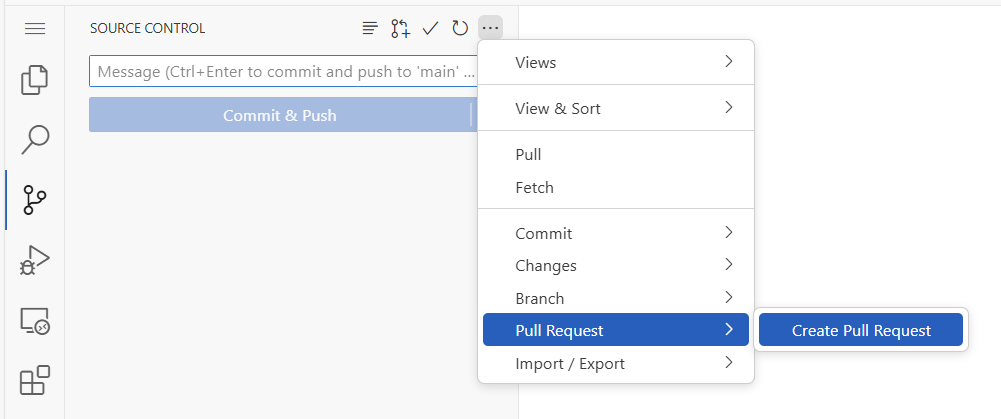 SOURCE CONTROL
Message (Ctrl+Enter to commit and push to 'main' ...
Commit & Push
Views
View & Sort
Pull
Fetch
Commit
Changes
Branch
Pull Request
Create Pull Request
Import / Export